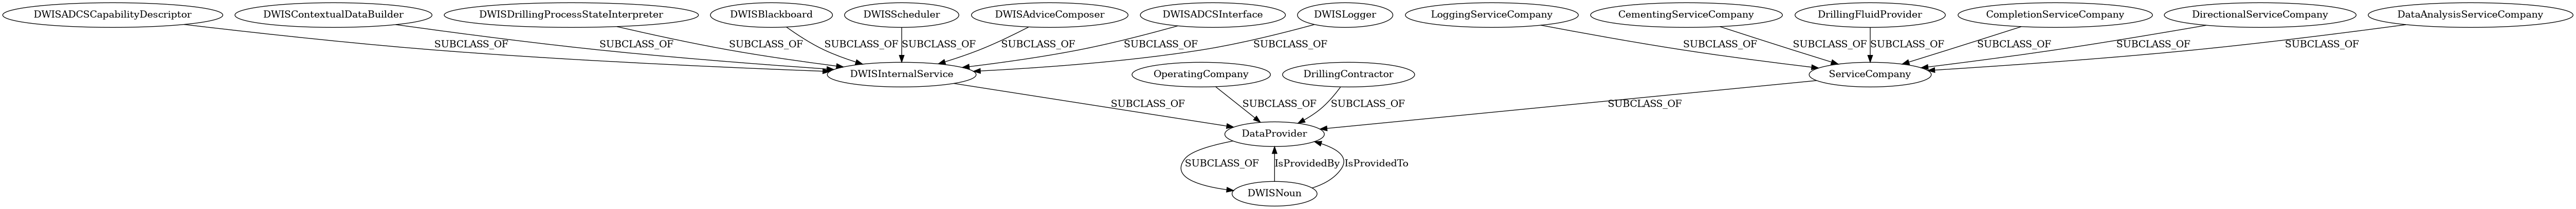 DWISADCSCapabilityDescriptor
DWISContextualDataBuilder
DWISDrillingProcessStateInterpreter
DWISBlackboard
DWISScheduler
DWISAdviceComposer
DWISADCSInterface
DWISLogger
LoggingServiceCompany
CementingServiceCompany
DrillingFluidProvider
CompletionServiceCompany
DirectionalServiceCompany
DataAnalysisServiceCompany
SUBCLASS_OF
SUBCLASS_OF
SUBCLASS_OF
SUBCLASS_OF
SUBCLASS_OF
SUBCLASS_OF
SUBCLASS_OF
SUBCLASS_OF
SUBCLASS_OF
SUBCLASS_OF
SUBCLASS_OF
SUBCLASS_OF
SUBCLASS_OF
SUBCLASS_OF
DWISInternalService
OperatingCompany
DrillingContractor
ServiceCompany
SUBCLASS_OF
SUBCLASS_OF
SUBCLASS_OF
SUBCLASS_OF
DataProvider
SUBCLASS_OF
IsProvidedBy
IsProvidedTo
DWISNoun